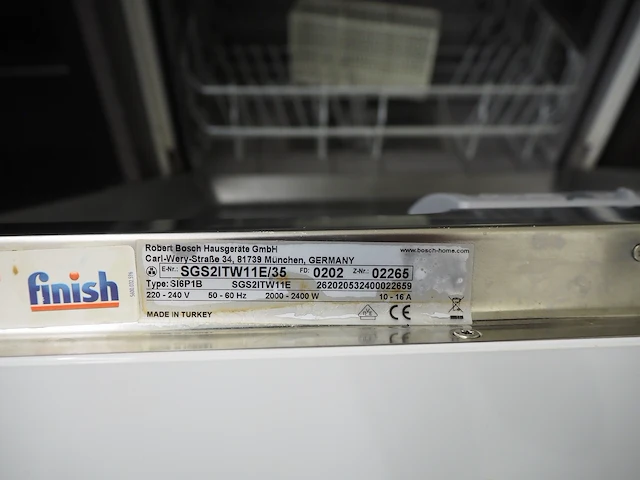 Robert Bosch Hausgeräte GmbH
www.bosch-home.com
Carl-Wery-Straße 34, 81739 München, GERMANY
E-Nr.: SGS2ITW11E/35 FD: 0202 Z-Nr.: 02265
Type: SI6P1B SGS2ITW11E 262020532400022659
220 - 240 V 50 - 60 Hz 2000 - 2400 W 10 - 16 A
MADE IN TURKEY CE
finish